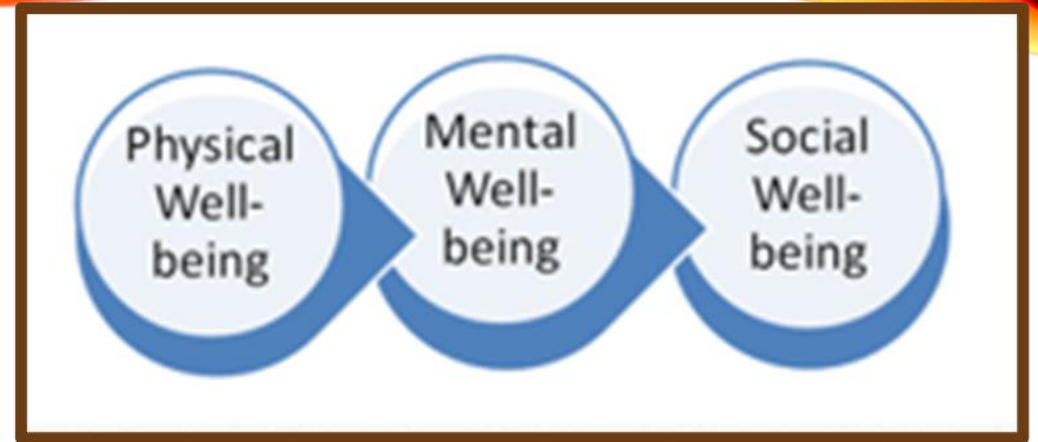 Physical
Well-
being
Mental
Well-
being
Social
Well-
being